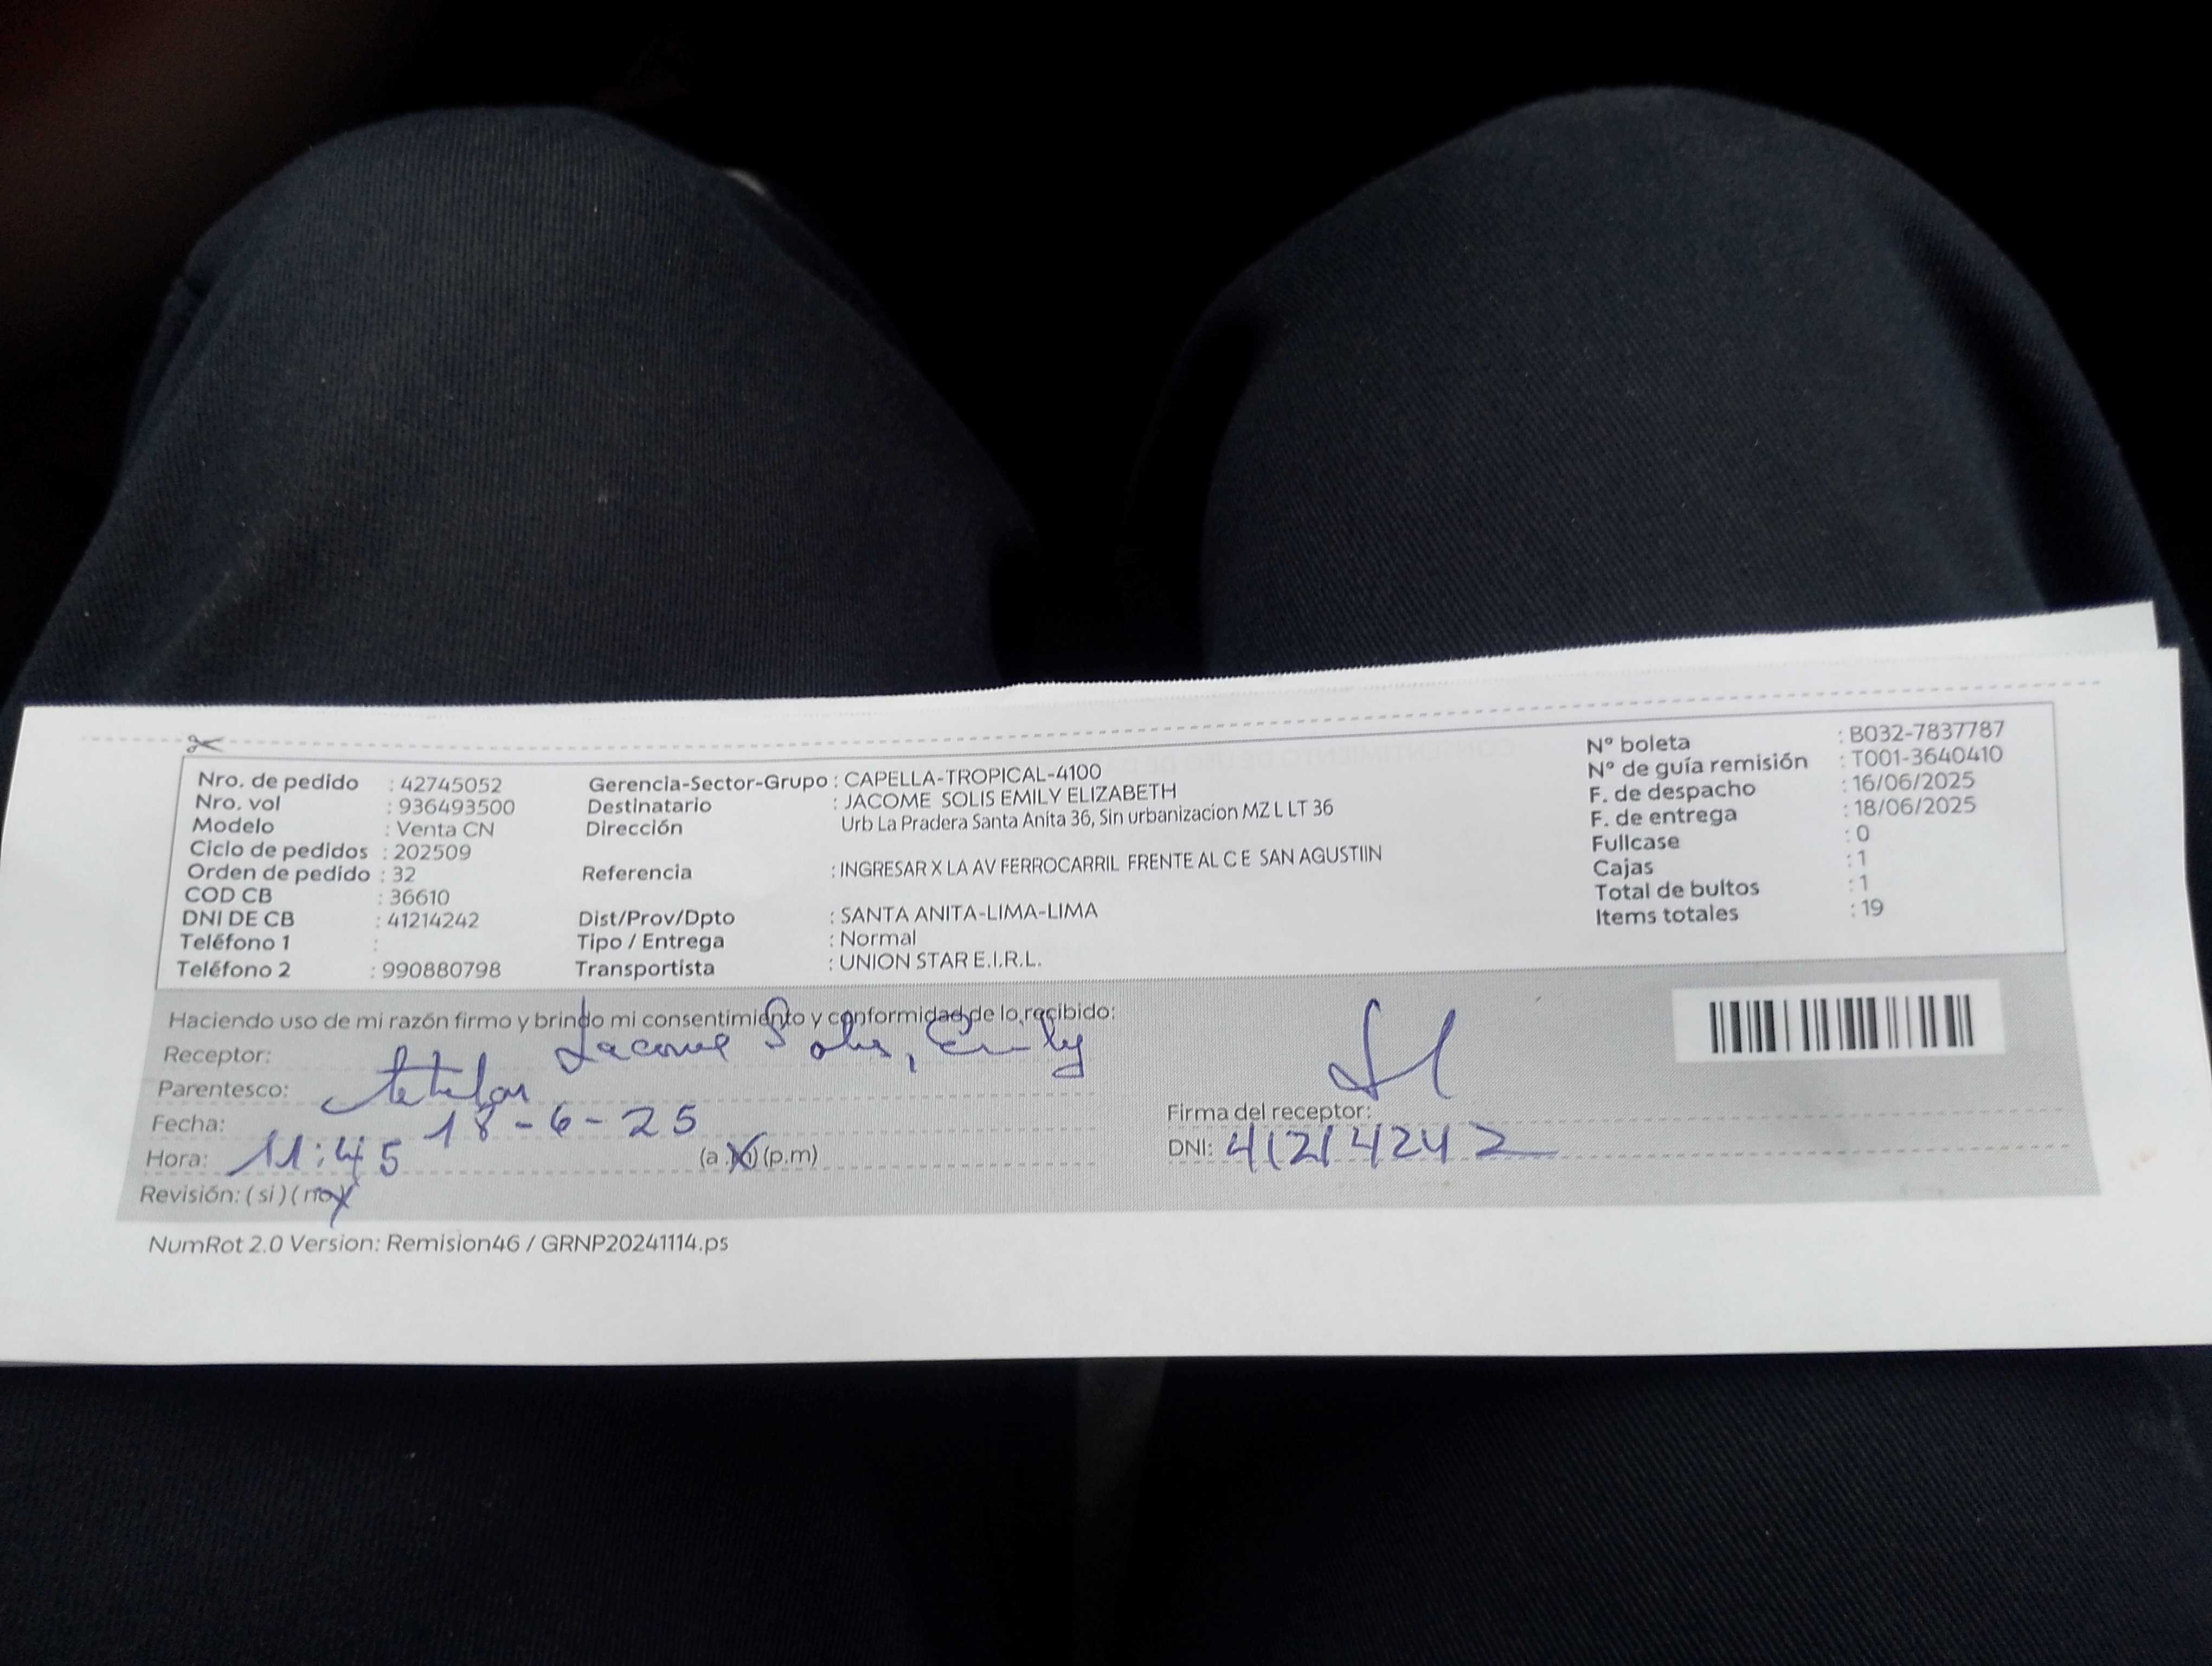 Nro. de pedido : 42745052
Nro. vol : 936493500
Modelo : Venta CN
Ciclo de pedidos : 202509
Orden de pedido : 32
COD CB : 36610
DNI DE CB : 41214242
Teléfono 1 :
Teléfono 2 : 990880798
Gerencia-Sector-Grupo : CAPELLA-TROPICAL-4100
Destinatario : JACOME SOLIS EMILY ELIZABETH
Dirección Urb La Pradera Santa Anita 36, Sin urbanizacion MZ L LT 36
Referencia : INGRESAR X LA AV FERROCARRIL FRENTE AL C E SAN AGUSTIIN
Dist/Prov/Dpto : SANTA ANITA-LIMA-LIMA
Tipo / Entrega : Normal
Transportista : UNION STAR E.I.R.L.
N° boleta : B032-7837787
N° de guía remisión : T001-3640410
F. de despacho : 16/06/2025
F. de entrega : 18/06/2025
Fullcase : 0
Cajas : 1
Total de bultos : 1
Items totales : 19
Haciendo uso de mi razón firmo y brindo mi consentimiento y conformidad de lo recibido:
Receptor: Jacome Solis, Emily
Parentesco: titular
Fecha: 18-6-25
Hora: 11:45 (a.m) (p.m)
Revisión: (si) (no)
Firma del receptor:
DNI: 41214242
NumRot 2.0 Version: Remision46 / GRNP20241114.ps